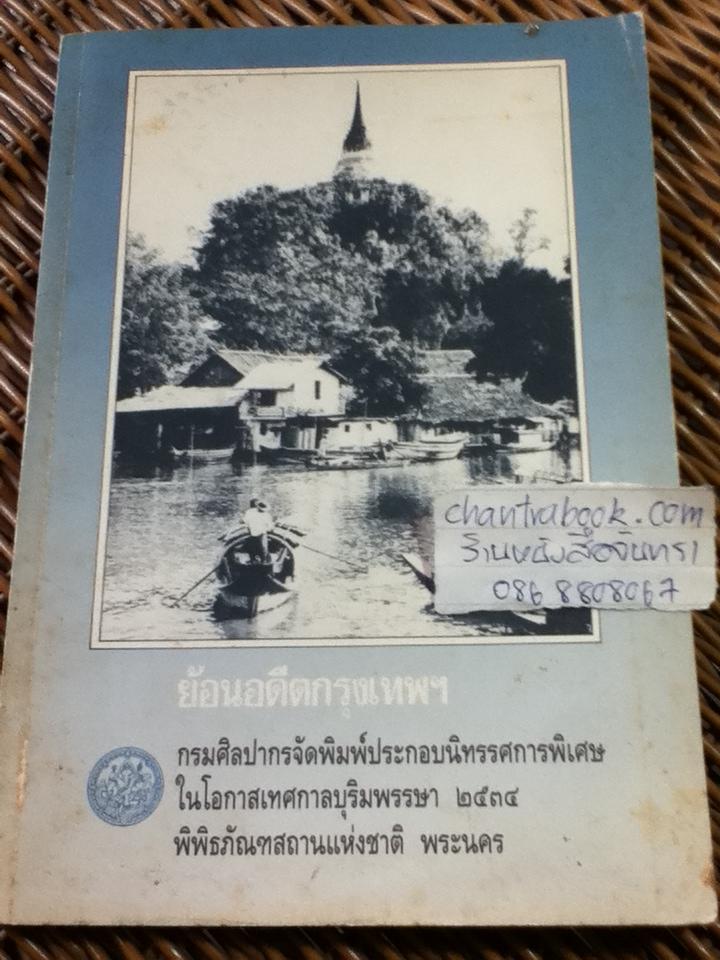 chantrabook.com
ร้านหนังสือจันทรา
086 8808067
ย้อนอดีตกรุงเทพฯ
กรมศิลปากรจัดพิมพ์ประกอบนิทรรศการพิเศษ
ในโอกาสเทศกาลบุริมพรรษา ๒๕๓๔
พิพิธภัณฑสถานแห่งชาติ พระนคร